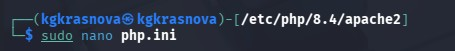 ┌──(kgkrasnova㉿kgkrasnova)-[/etc/php/8.4/apache2]
└─$ sudo nano php.ini